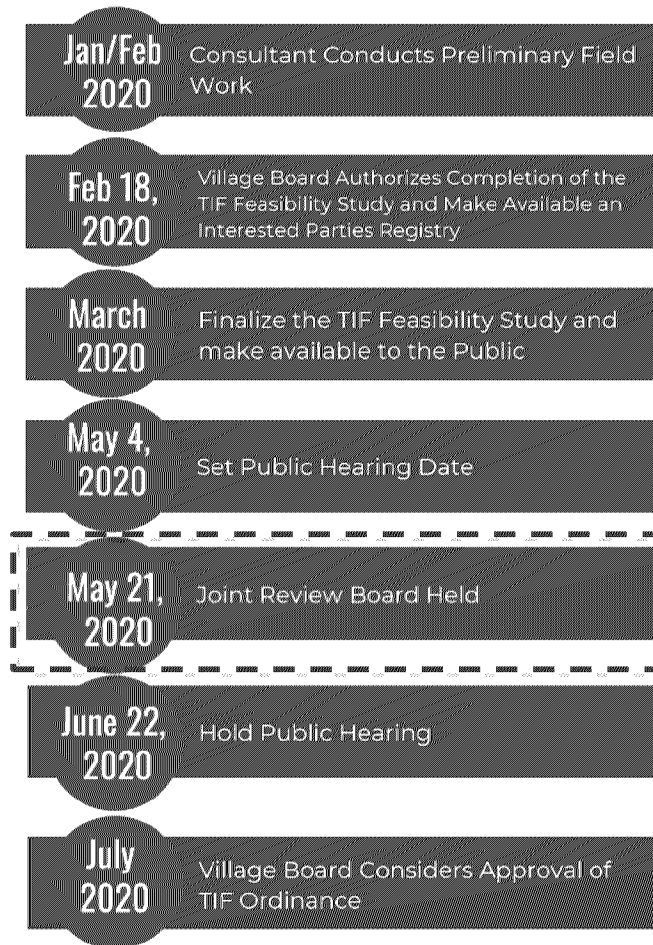 Jan/Feb
2020
Consultant Conducts Preliminary Field
Work
Feb 18,
2020
Village Board Authorizes Completion of the
TIF Feasibility Study and Make Available an
Interested Parties Registry
March
2020
Finalize the TIF Feasibility Study and
make available to the Public
May 4,
2020
Set Public Hearing Date
May 21,
2020
Joint Review Board Held
June 22,
2020
Hold Public Hearing
July
2020
Village Board Considers Approval of
TIF Ordinance